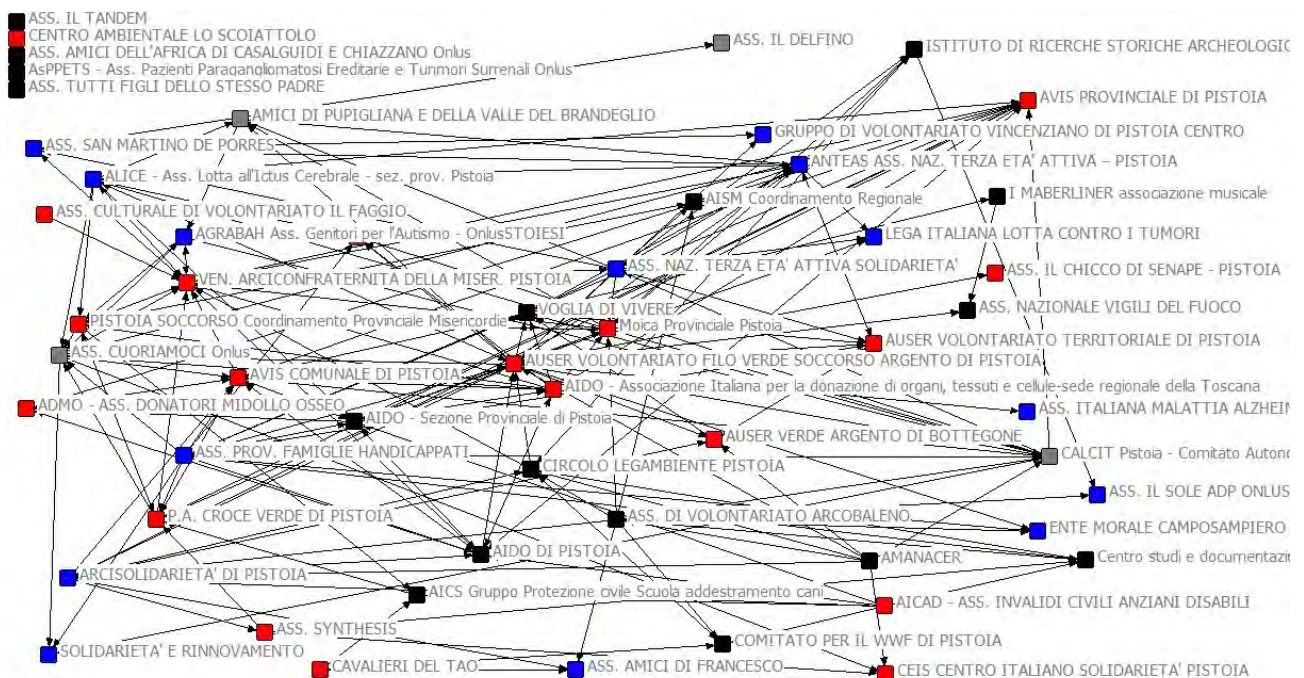 ASS. IL TANDEM
CENTRO AMBIENTALE LO SCOIATTOLO
ASS. AMICI DELL'AFRICA DI CASALGUIDI E CHIAZZANO Onlus
AsPPETS - Ass. Pazienti Paragangliomatosi Ereditarie e Tunmori Surrenali Onlus
ASS. TUTTI FIGLI DELLO STESSO PADRE
ASS. IL DELFINO
ISTITUTO DI RICERCHE STORICHE ARCHEOLOGIC
AVIS PROVINCIALE DI PISTOIA
AMICI DI PUPIGLIANA E DELLA VALLE DEL BRANDEGLIO
GRUPPO DI VOLONTARIATO VINCENZIANO DI PISTOIA CENTRO
ASS. SAN MARTINO DE PORRES
ANTEAS ASS. NAZ. TERZA ETA' ATTIVA – PISTOIA
ALICE - Ass. Lotta all'Ictus Cerebrale - sez. prov. Pistoia
AISM Coordinamento Regionale
I MABERLINER associazione musicale
ASS. CULTURALE DI VOLONTARIATO IL FAGGIO
AGRABAH Ass. Genitori per l'Autismo - OnlusSTOIESI
LEGA ITALIANA LOTTA CONTRO I TUMORI
ASS. NAZ. TERZA ETA' ATTIVA SOLIDARIETA'
ASS. IL CHICCO DI SENAPE - PISTOIA
VEN. ARCICONFRATERNITA DELLA MISER. PISTOIA
VOGLIA DI VIVERE
ASS. NAZIONALE VIGILI DEL FUOCO
PISTOIA SOCCORSO Coordinamento Provinciale Misericordie
Moica Provinciale Pistoia
AUSER VOLONTARIATO TERRITORIALE DI PISTOIA
ASS. CUORIAMOCI Onlus
AUSER VOLONTARIATO FILO VERDE SOCCORSO ARGENTO DI PISTOIA
AVIS COMUNALE DI PISTOIA
AIDO - Associazione Italiana per la donazione di organi, tessuti e cellule-sede regionale della Toscana
ADMO - ASS. DONATORI MIDOLLO OSSEO
AIDO - Sezione Provinciale di Pistoia
ASS. ITALIANA MALATTIA ALZHEIM
AUSER VERDE ARGENTO DI BOTTEGONE
ASS. PROV. FAMIGLIE HANDICAPPATI
CALCIT Pistoia - Comitato Autono
CIRCOLO LEGAMBIENTE PISTOIA
ASS. IL SOLE ADP ONLUS
P.A. CROCE VERDE DI PISTOIA
ASS. DI VOLONTARIATO ARCOBALENO
ENTE MORALE CAMPOSAMPIERO
AIDO DI PISTOIA
AMANACER
Centro studi e documentazi
ARCISOLIDARIETA' DI PISTOIA
AICS Gruppo Protezione civile Scuola addestramento cani
AICAD - ASS. INVALIDI CIVILI ANZIANI DISABILI
ASS. SYNTHESIS
COMITATO PER IL WWF DI PISTOIA
SOLIDARIETA' E RINNOVAMENTO
CAVALIERI DEL TAO
ASS. AMICI DI FRANCESCO
CEIS CENTRO ITALIANO SOLIDARIETA' PISTOIA